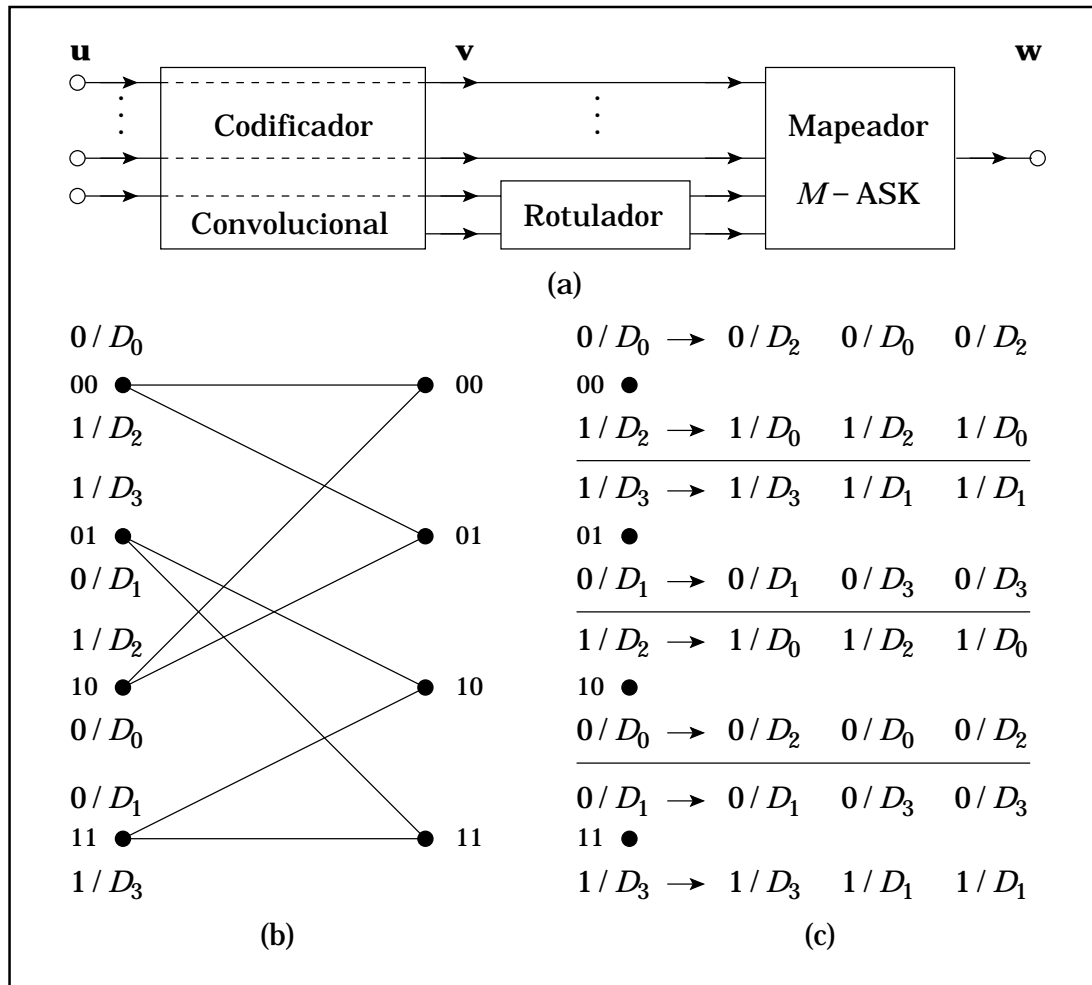 u v w
Codificador
Convolucional
Rotulador
Mapeador
M – ASK
(a)
0 / D₀
00 00
1 / D₂
1 / D₃
01 01
0 / D₁
1 / D₂
10 10
0 / D₀
0 / D₁
11 11
1 / D₃
(b)
0 / D₀ → 0 / D₂ 0 / D₀ 0 / D₂
00
1 / D₂ → 1 / D₀ 1 / D₂ 1 / D₀
1 / D₃ → 1 / D₃ 1 / D₁ 1 / D₁
01
0 / D₁ → 0 / D₁ 0 / D₃ 0 / D₃
1 / D₂ → 1 / D₀ 1 / D₂ 1 / D₀
10
0 / D₀ → 0 / D₂ 0 / D₀ 0 / D₂
0 / D₁ → 0 / D₁ 0 / D₃ 0 / D₃
11
1 / D₃ → 1 / D₃ 1 / D₁ 1 / D₁
(c)